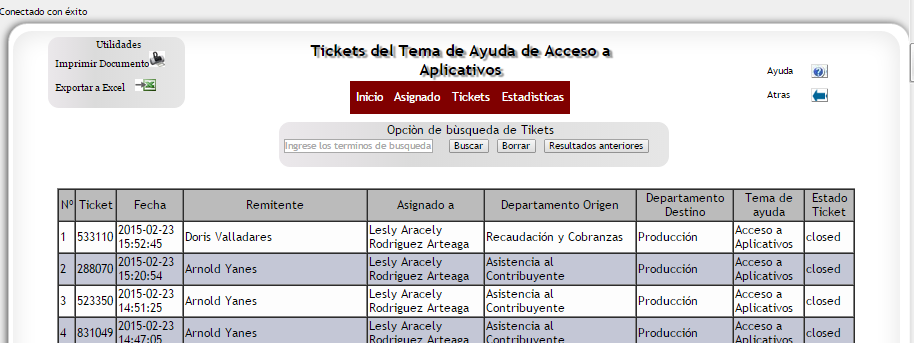 Conectado con éxito
Utilidades
Imprimir Documento
Exportar a Excel
Tickets del Tema de Ayuda de Acceso a
Aplicativos
Ayuda
Atras
Inicio Asignado Tickets Estadisticas
Opciòn de bùsqueda de Tikets
Ingrese los terminos de busqueda Buscar Borrar Resultados anteriores
Nº Ticket Fecha Remitente Asignado a Departamento Origen Departamento Destino Tema de ayuda Estado Ticket
1 533110 2015-02-23 15:52:45 Doris Valladares Lesly Aracely Rodriguez Arteaga Recaudación y Cobranzas Producción Acceso a Aplicativos closed
2 288070 2015-02-23 15:20:54 Arnold Yanes Lesly Aracely Rodriguez Arteaga Asistencia al Contribuyente Producción Acceso a Aplicativos closed
3 523350 2015-02-23 14:51:25 Arnold Yanes Lesly Aracely Rodriguez Arteaga Asistencia al Contribuyente Producción Acceso a Aplicativos closed
4 831049 2015-02-23 14:47:05 Arnold Yanes Lesly Aracely Rodriguez Arteaga Asistencia al Contribuyente Producción Acceso a Aplicativos closed